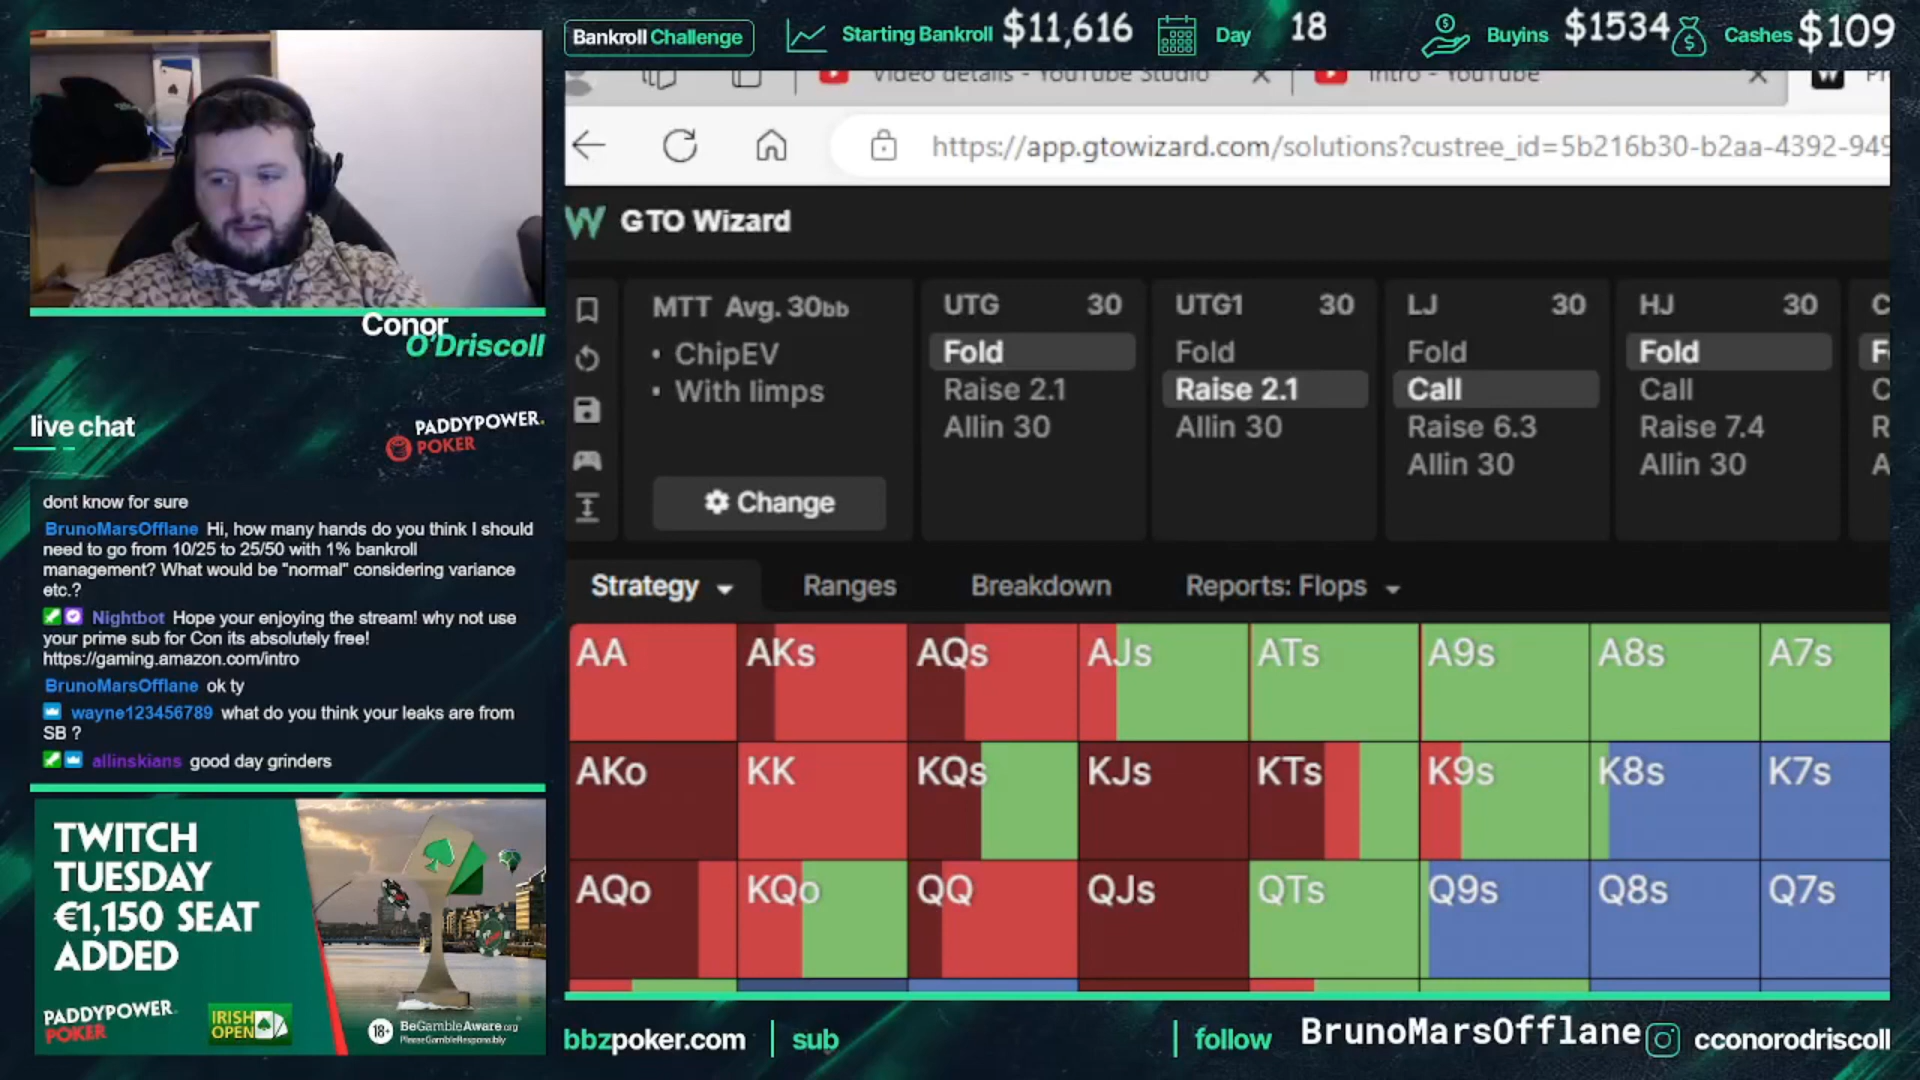 Bankroll Challenge
Starting Bankroll $11,616
Day 18
Buyins $1534
Cashes $109
Video details - YouTube Studio
Intro - YouTube
https://app.gtowizard.com/solutions?custree_id=5b216b30-b2aa-4392-949
GTO Wizard
MTT Avg. 30bb
• ChipEV
• With limps
Change
UTG 30
Fold
Raise 2.1
Allin 30
UTG1 30
Fold
Raise 2.1
Allin 30
LJ 30
Fold
Call
Raise 6.3
Allin 30
HJ 30
Fold
Call
Raise 7.4
Allin 30
Strategy
Ranges
Breakdown
Reports: Flops
AA AKs AQs AJs ATs A9s A8s A7s
AKo KK KQs KJs KTs K9s K8s K7s
AQo KQo QQ QJs QTs Q9s Q8s Q7s
Conor
O'Driscoll
live chat
PADDYPOWER.
POKER
dont know for sure
BrunoMarsOfflane Hi, how many hands do you think I should
need to go from 10/25 to 25/50 with 1% bankroll
management? What would be "normal" considering variance
etc.?
Nightbot Hope your enjoying the stream! why not use
your prime sub for Con its absolutely free!
https://gaming.amazon.com/intro
BrunoMarsOfflane ok ty
wayne123456789 what do you think your leaks are from
SB ?
allinskians good day grinders
TWITCH
TUESDAY
€1,150 SEAT
ADDED
PADDYPOWER.
POKER
IRISH
OPEN
18+
BeGambleAware.org
PleaseGambleResponsibly
bbzpoker.com
sub
follow
BrunoMarsOfflane
cconorodriscoll